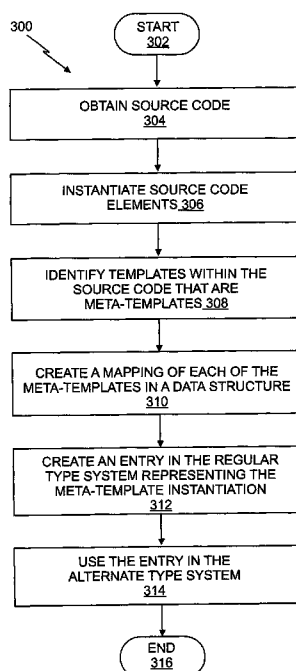 300
START
302
OBTAIN SOURCE CODE
304
INSTANTIATE SOURCE CODE
ELEMENTS 306
IDENTIFY TEMPLATES WITHIN THE
SOURCE CODE THAT ARE
META-TEMPLATES 308
CREATE A MAPPING OF EACH OF THE
META-TEMPLATES IN A DATA STRUCTURE
310
CREATE AN ENTRY IN THE REGULAR
TYPE SYSTEM REPRESENTING THE
META-TEMPLATE INSTANTIATION
312
USE THE ENTRY IN THE
ALTERNATE TYPE SYSTEM
314
END
316